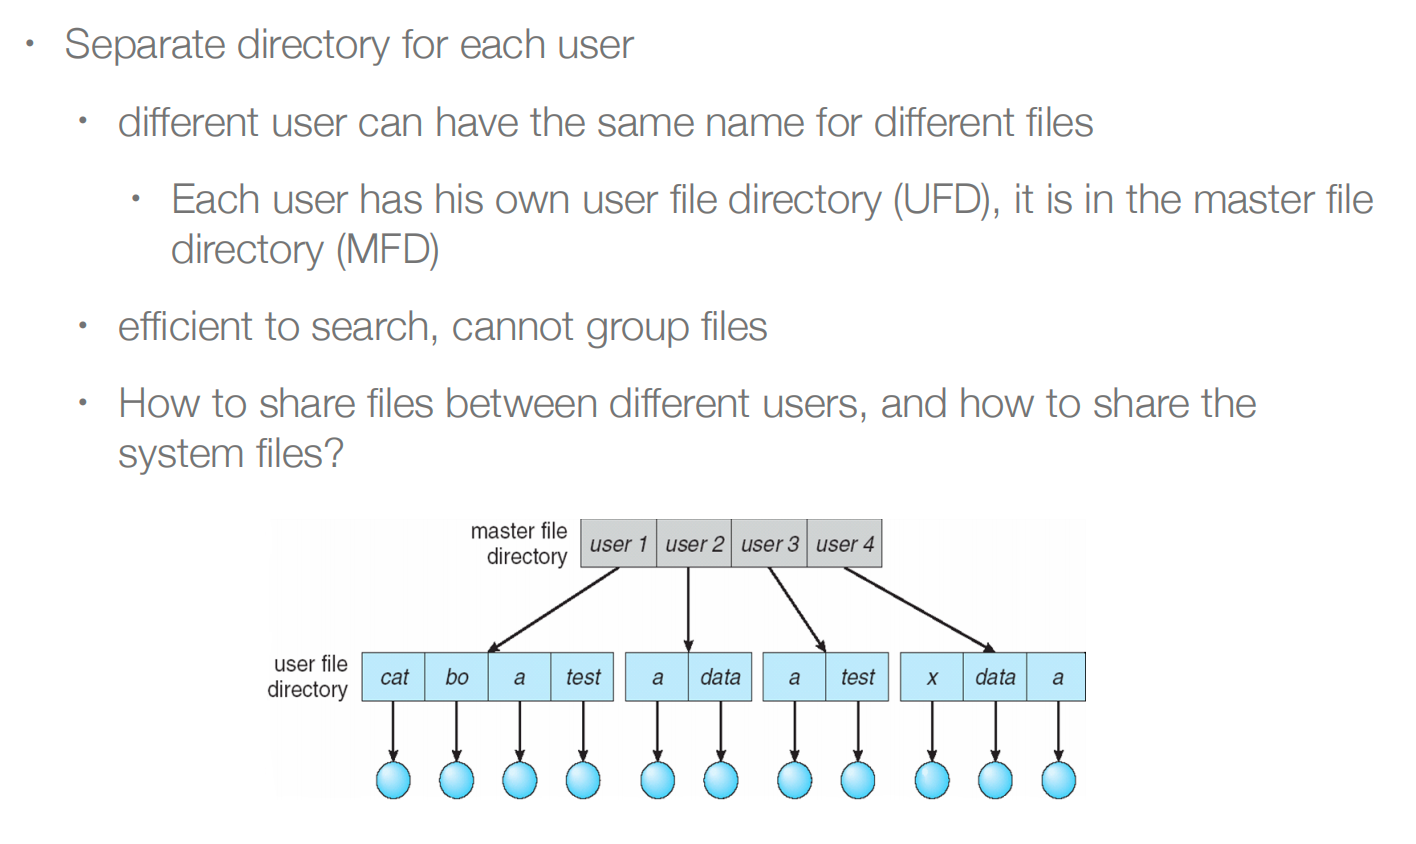 • Separate directory for each user
• different user can have the same name for different files
• Each user has his own user file directory (UFD), it is in the master file
directory (MFD)
• efficient to search, cannot group files
• How to share files between different users, and how to share the
system files?
master file
directory
user 1 user 2 user 3 user 4
user file
directory
cat bo a test a data a test x data a